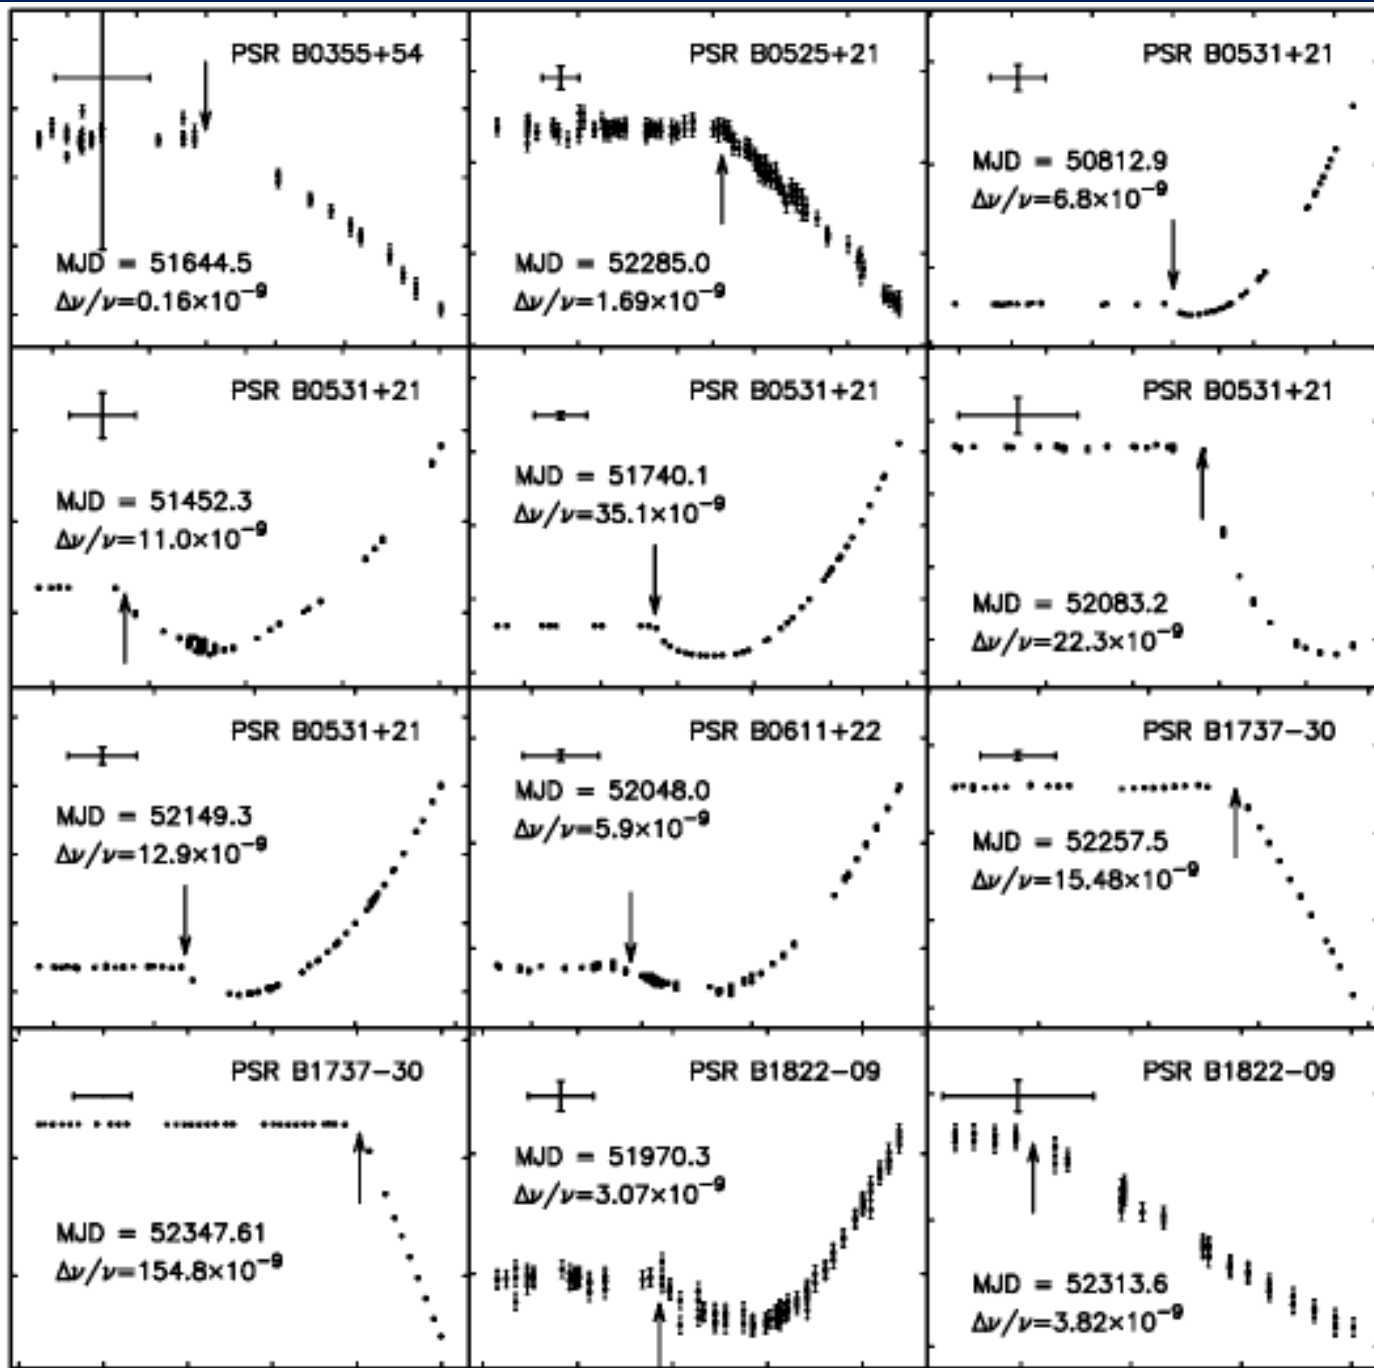 PSR B0355+54
MJD = 51644.5
Δν/ν=0.16×10⁻⁹
PSR B0525+21
MJD = 52285.0
Δν/ν=1.69×10⁻⁹
PSR B0531+21
MJD = 50812.9
Δν/ν=6.8×10⁻⁹
PSR B0531+21
MJD = 51452.3
Δν/ν=11.0×10⁻⁹
PSR B0531+21
MJD = 51740.1
Δν/ν=35.1×10⁻⁹
PSR B0531+21
MJD = 52083.2
Δν/ν=22.3×10⁻⁹
PSR B0531+21
MJD = 52149.3
Δν/ν=12.9×10⁻⁹
PSR B0611+22
MJD = 52048.0
Δν/ν=5.9×10⁻⁹
PSR B1737−30
MJD = 52257.5
Δν/ν=15.48×10⁻⁹
PSR B1737−30
MJD = 52347.61
Δν/ν=154.8×10⁻⁹
PSR B1822−09
MJD = 51970.3
Δν/ν=3.07×10⁻⁹
PSR B1822−09
MJD = 52313.6
Δν/ν=3.82×10⁻⁹